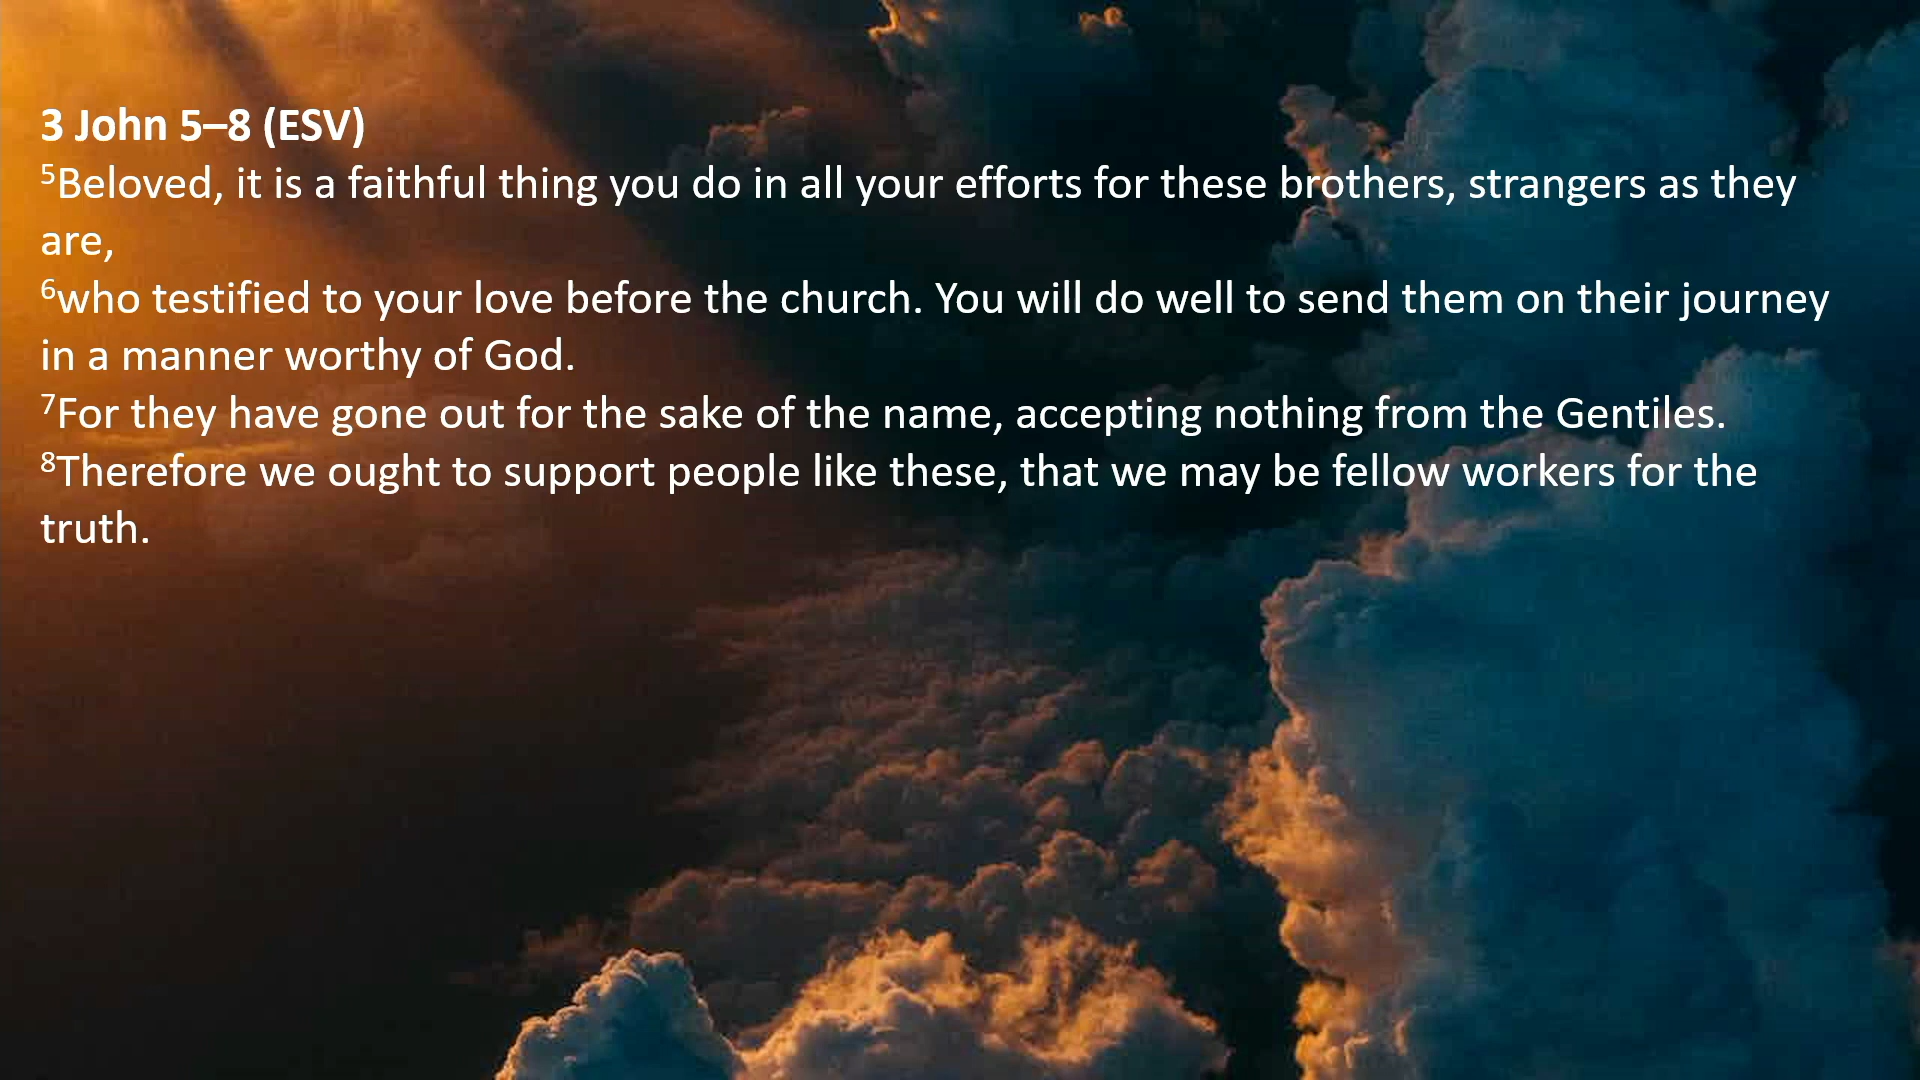 3 John 5–8 (ESV)
⁵Beloved, it is a faithful thing you do in all your efforts for these brothers, strangers as they
are,
⁶who testified to your love before the church. You will do well to send them on their journey
in a manner worthy of God.
⁷For they have gone out for the sake of the name, accepting nothing from the Gentiles.
⁸Therefore we ought to support people like these, that we may be fellow workers for the
truth.